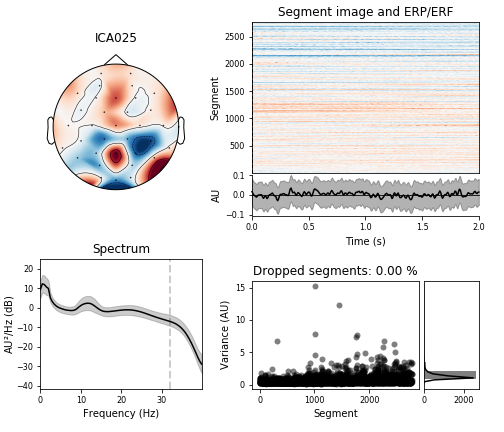 ICA025
Segment image and ERP/ERF
Segment
2500
2000
1500
1000
500
AU
0.1
0.0
−0.1
0.0 0.5 1.0 1.5 2.0
Time (s)
Spectrum
AU²/Hz (dB)
20
10
0
−10
−20
−30
−40
0 10 20 30
Frequency (Hz)
Dropped segments: 0.00 %
Variance (AU)
15
10
5
0
0 1000 2000
Segment
0 2000